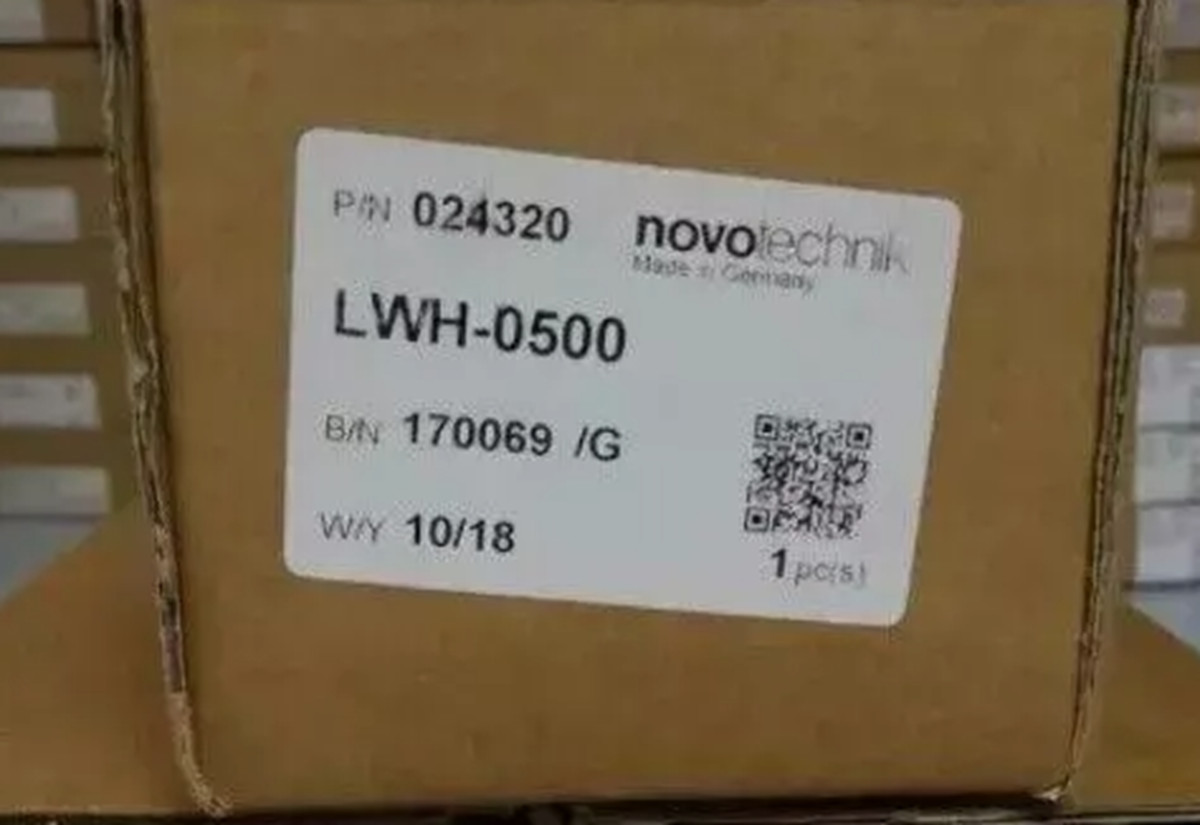 P/N 024320 novotechnik
Made in Germany
LWH-0500
B/N 170069 /G
W/Y 10/18
1 pc(s)